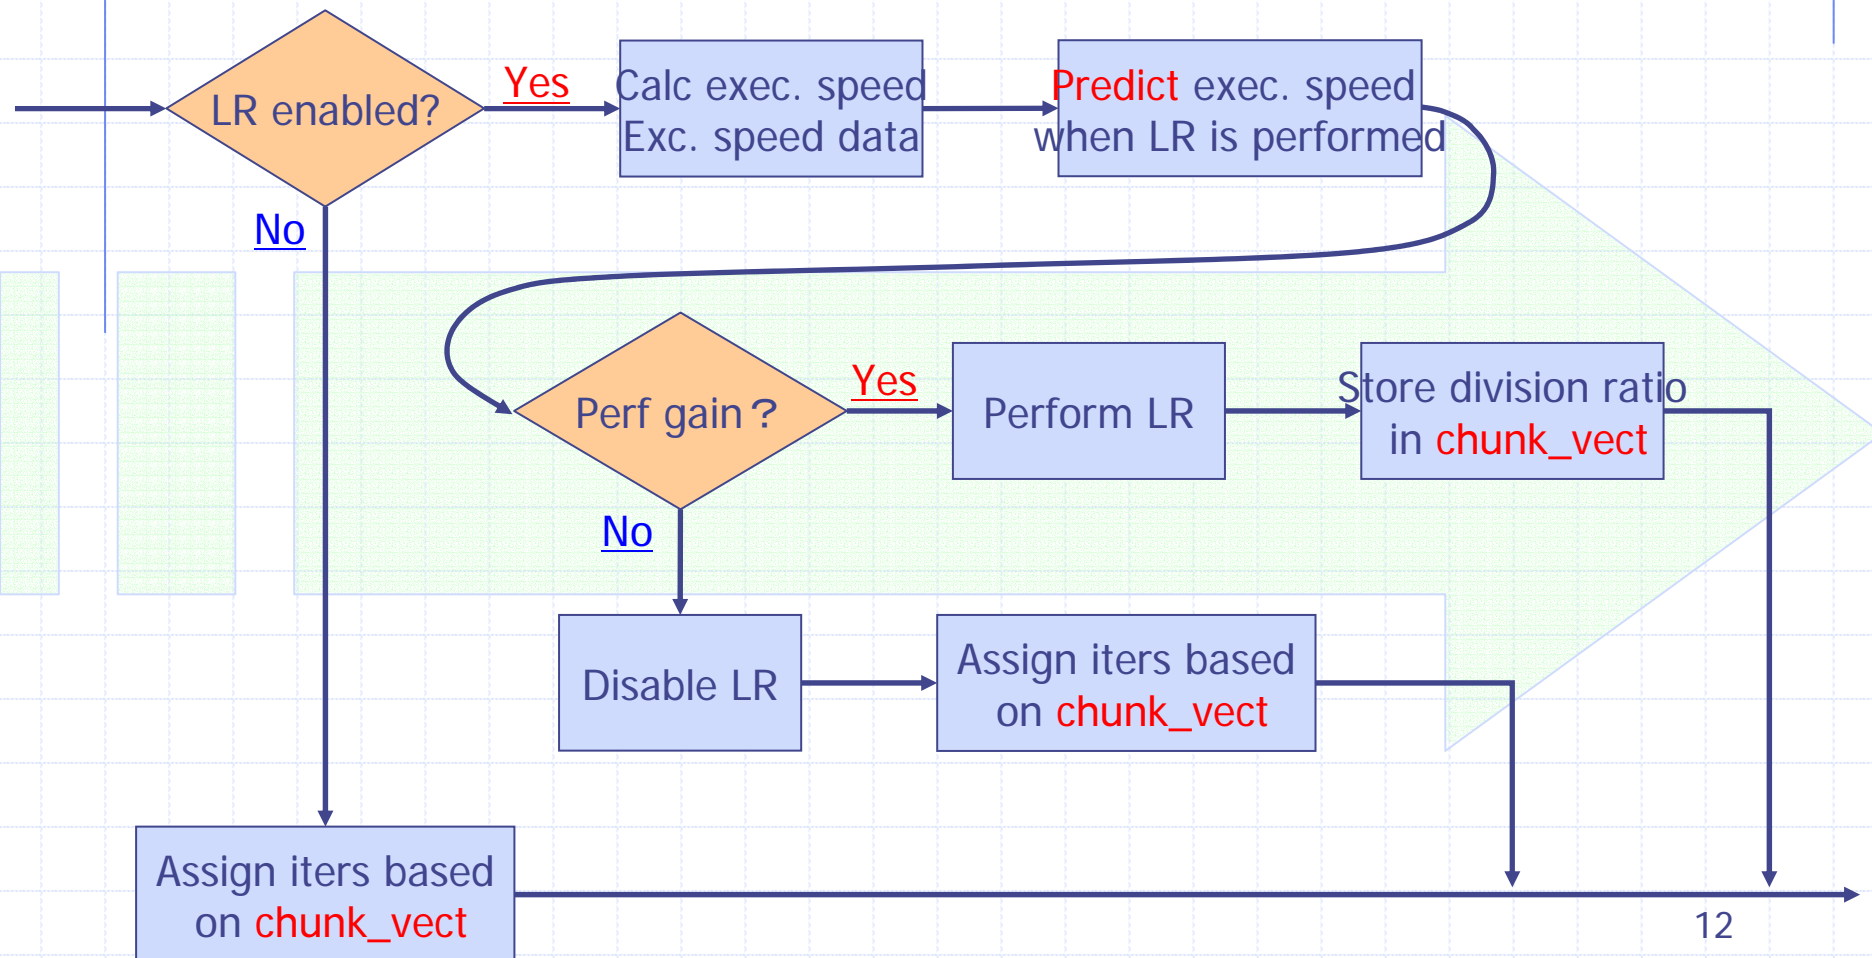 LR enabled?
Yes
Calc exec. speed
Exc. speed data
Predict exec. speed
when LR is performed
No
Perf gain？
Yes
Perform LR
Store division ratio
in chunk_vect
No
Disable LR
Assign iters based
on chunk_vect
Assign iters based
on chunk_vect
12